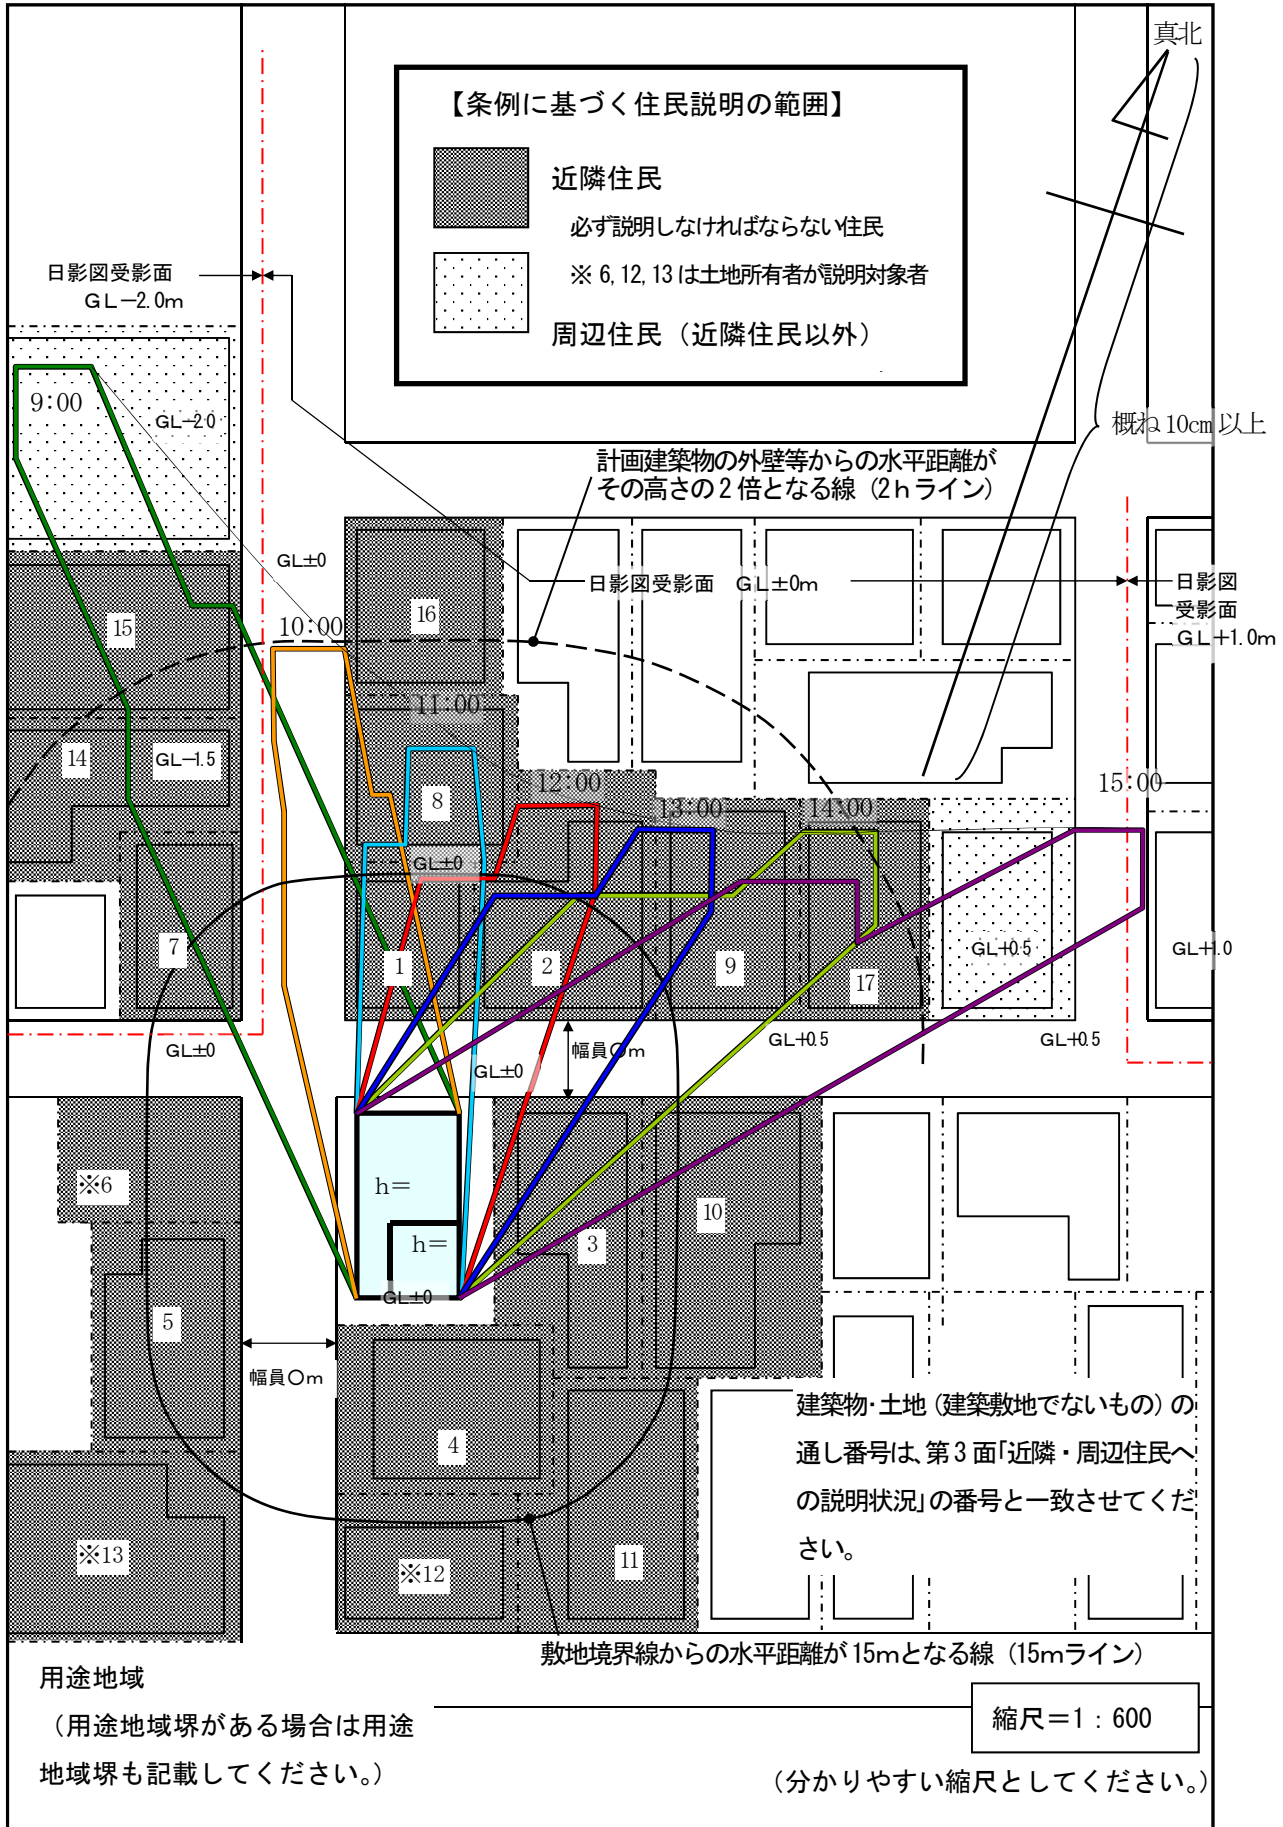 真北
【条例に基づく住民説明の範囲】
近隣住民
必ず説明しなければならない住民
※ 6, 12, 13 は土地所有者が説明対象者
周辺住民（近隣住民以外）
日影図受影面
GL－2.0m
9:00
GL－2.0
概ね 10cm 以上
計画建築物の外壁等からの水平距離が
その高さの 2 倍となる線（2ｈライン）
GL±0
日影図受影面　GL±0m
日影図
受影面
GL＋1.0m
16
15
10:00
11:00
14
GL－1.5
8
12:00
13:00
14:00
15:00
GL±0
7
1
2
9
17
GL+0.5
GL+1.0
GL±0
幅員〇m
GL+0.5
GL+0.5
GL±0
※6
h＝
10
h＝
3
GL±0
5
幅員〇m
4
建築物・土地（建築敷地でないもの）の
通し番号は、第 3 面「近隣・周辺住民へ
の説明状況」の番号と一致させてくだ
さい。
※13
※12
11
敷地境界線からの水平距離が 15mとなる線（15mライン）
用途地域
（用途地域堺がある場合は用途
地域堺も記載してください。）
縮尺＝1：600
（分かりやすい縮尺としてください。）